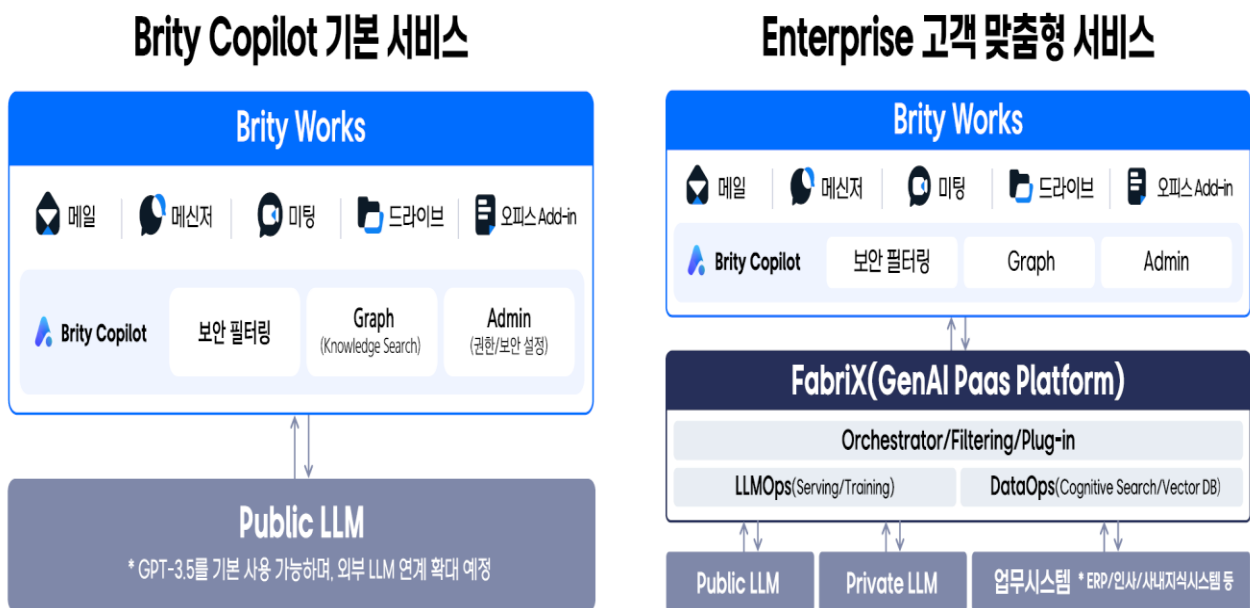 Brity Copilot 기본 서비스
Brity Works
메일
메신저
미팅
드라이브
오피스 Add-in
Brity Copilot
보안 필터링
Graph
(Knowledge Search)
Admin
(권한/보안 설정)
Public LLM
* GPT-3.5를 기본 사용 가능하며, 외부 LLM 연계 확대 예정
Enterprise 고객 맞춤형 서비스
Brity Works
메일
메신저
미팅
드라이브
오피스 Add-in
Brity Copilot
보안 필터링
Graph
Admin
FabriX(GenAI Paas Platform)
Orchestrator/Filtering/Plug-in
LLMOps(Serving/Training)
DataOps(Cognitive Search/Vector DB)
Public LLM
Private LLM
업무시스템 * ERP/인사/사내지식시스템 등